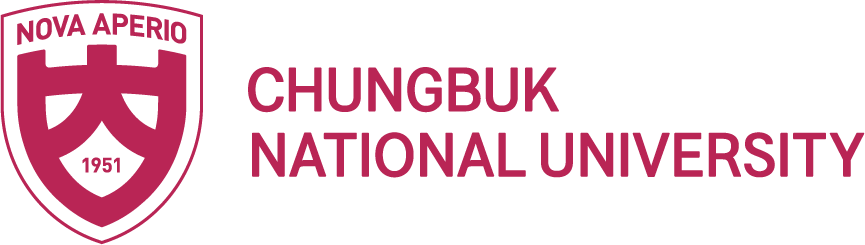 NOVA APERIO
1951
CHUNGBUK
NATIONAL UNIVERSITY